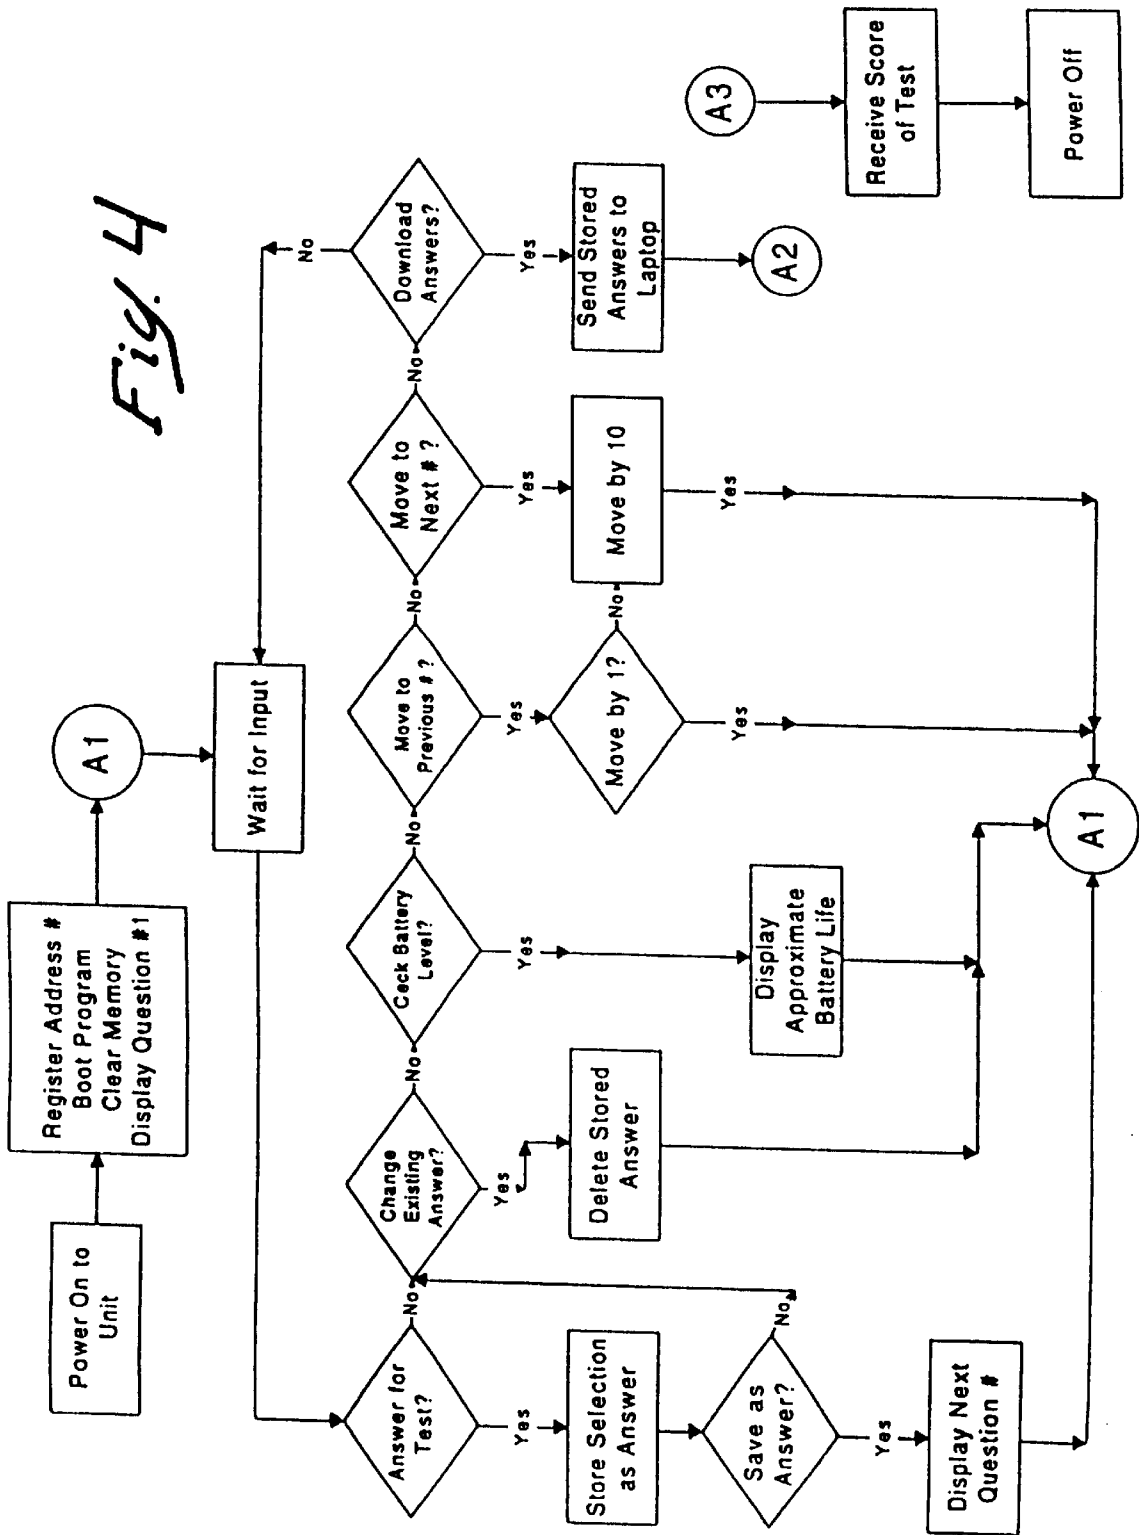 Fig. 4
Power On to
Unit
Register Address #
Boot Program
Clear Memory
Display Question #1
A1
Wait for Input
Answer for
Test?
No
Change
Existing
Answer?
No
Ceck Battery
Level?
No
Move to
Previous #?
No
Move to
Next #?
No
Download
Answers?
No
Yes
Yes
Yes
Yes
Yes
Yes
Store Selection
as Answer
Delete Stored
Answer
Move by 1?
No
Move by 10
Send Stored
Answers to
Laptop
Save as
Answer?
No
Display
Approximate
Battery Life
Yes
Yes
A2
A3
Yes
Display Next
Question #
A1
Receive Score
of Test
Power Off